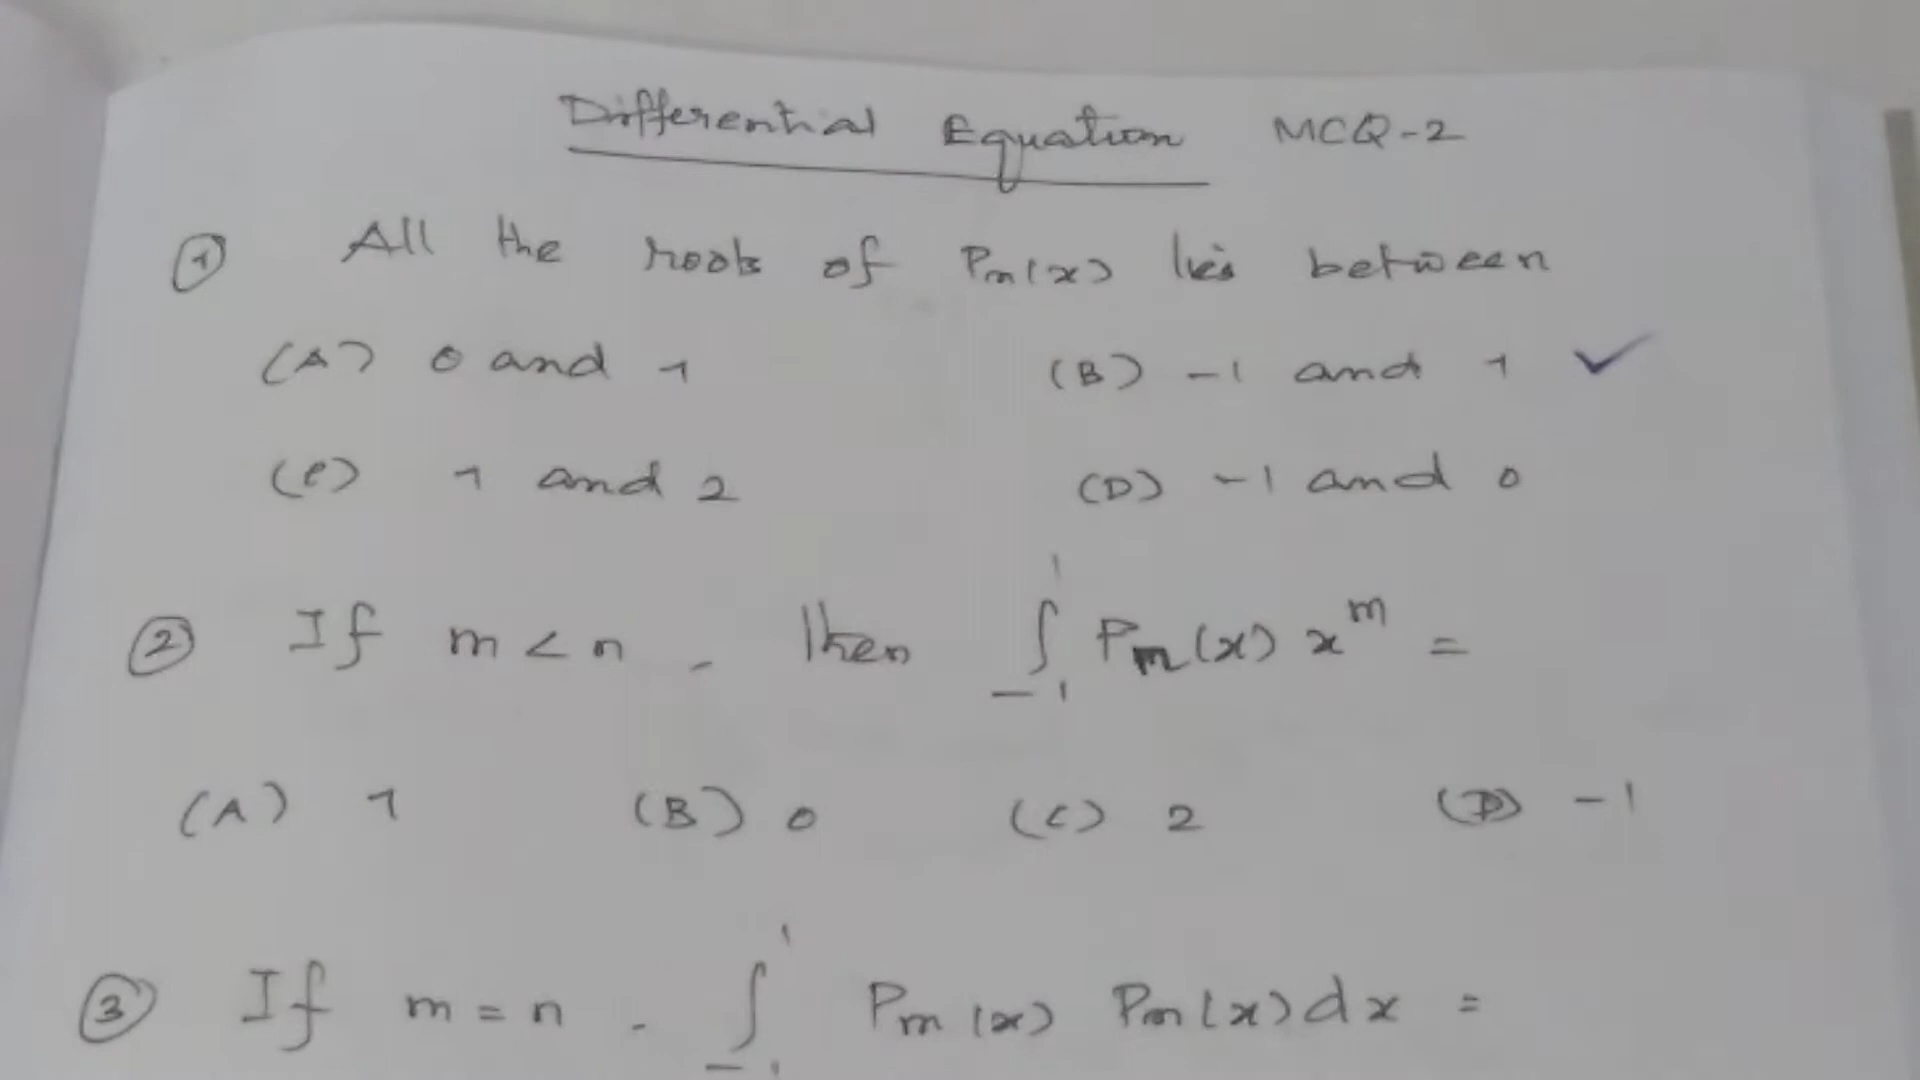 Differential Equation MCQ-2
① All the roots of Pn(x) lies between
(A) 0 and 1 (B) -1 and 1 ✓
(C) 1 and 2 (D) -1 and 0
② If m < n, then ∫₋₁¹ Pn(x) x^m =
(A) 1 (B) 0 (C) 2 (D) -1
③ If m = n, ∫₋₁¹ Pm(x) Pn(x) dx =